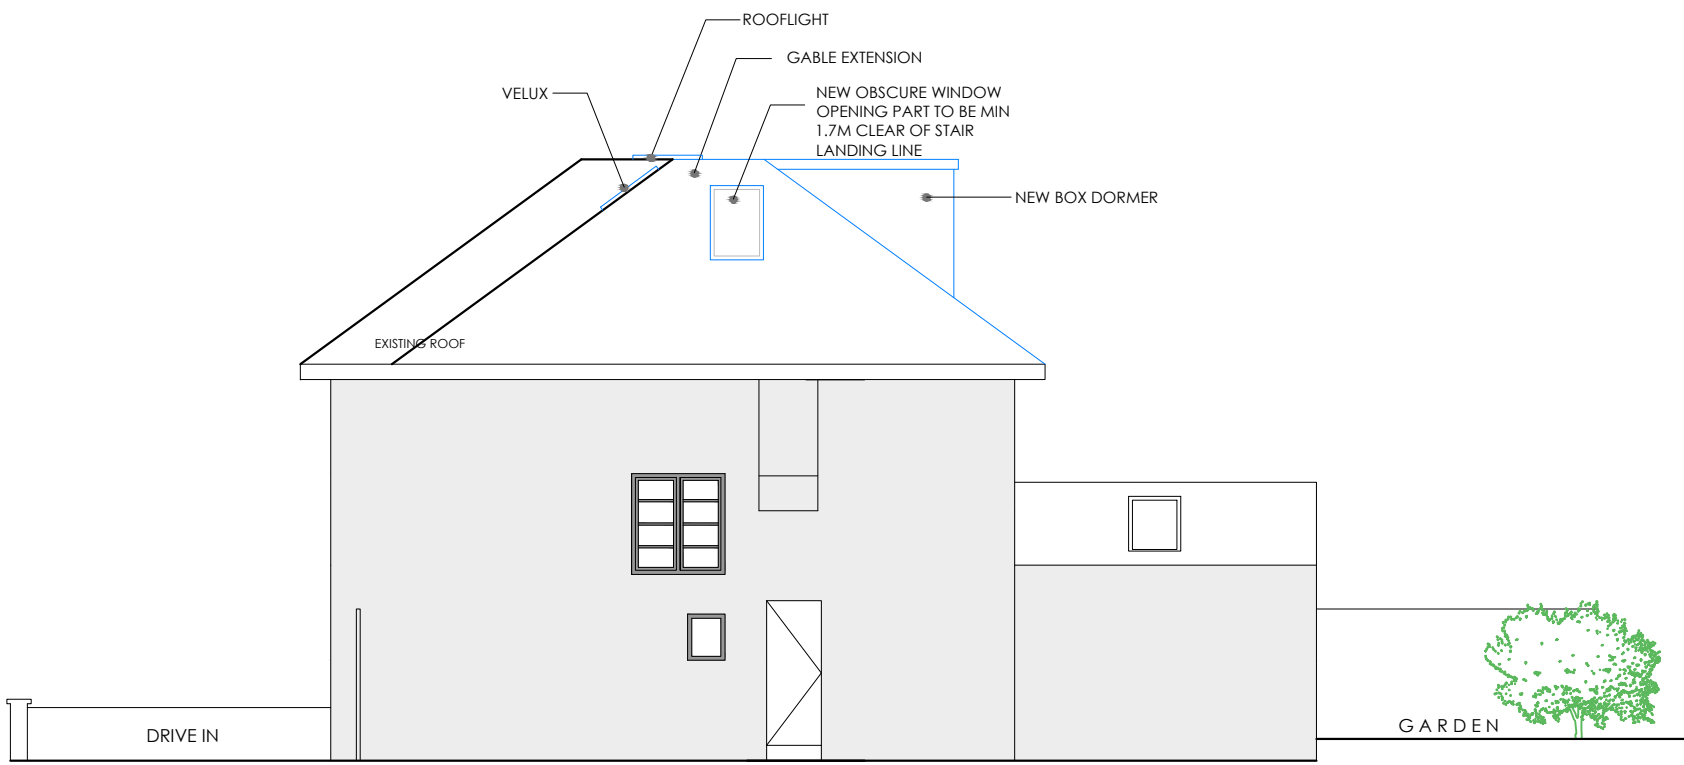 ROOFLIGHT
GABLE EXTENSION
VELUX
NEW OBSCURE WINDOW
OPENING PART TO BE MIN
1.7M CLEAR OF STAIR
LANDING LINE
NEW BOX DORMER
EXISTING ROOF
DRIVE IN
GARDEN